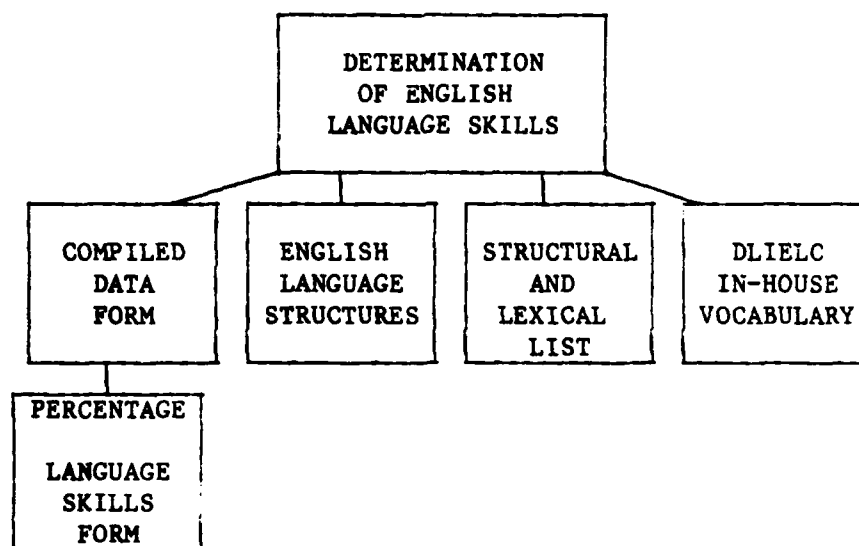 DETERMINATION
OF ENGLISH
LANGUAGE SKILLS
COMPILED
DATA
FORM
ENGLISH
LANGUAGE
STRUCTURES
STRUCTURAL
AND
LEXICAL
LIST
DLIELC
IN-HOUSE
VOCABULARY
PERCENTAGE
LANGUAGE
SKILLS
FORM